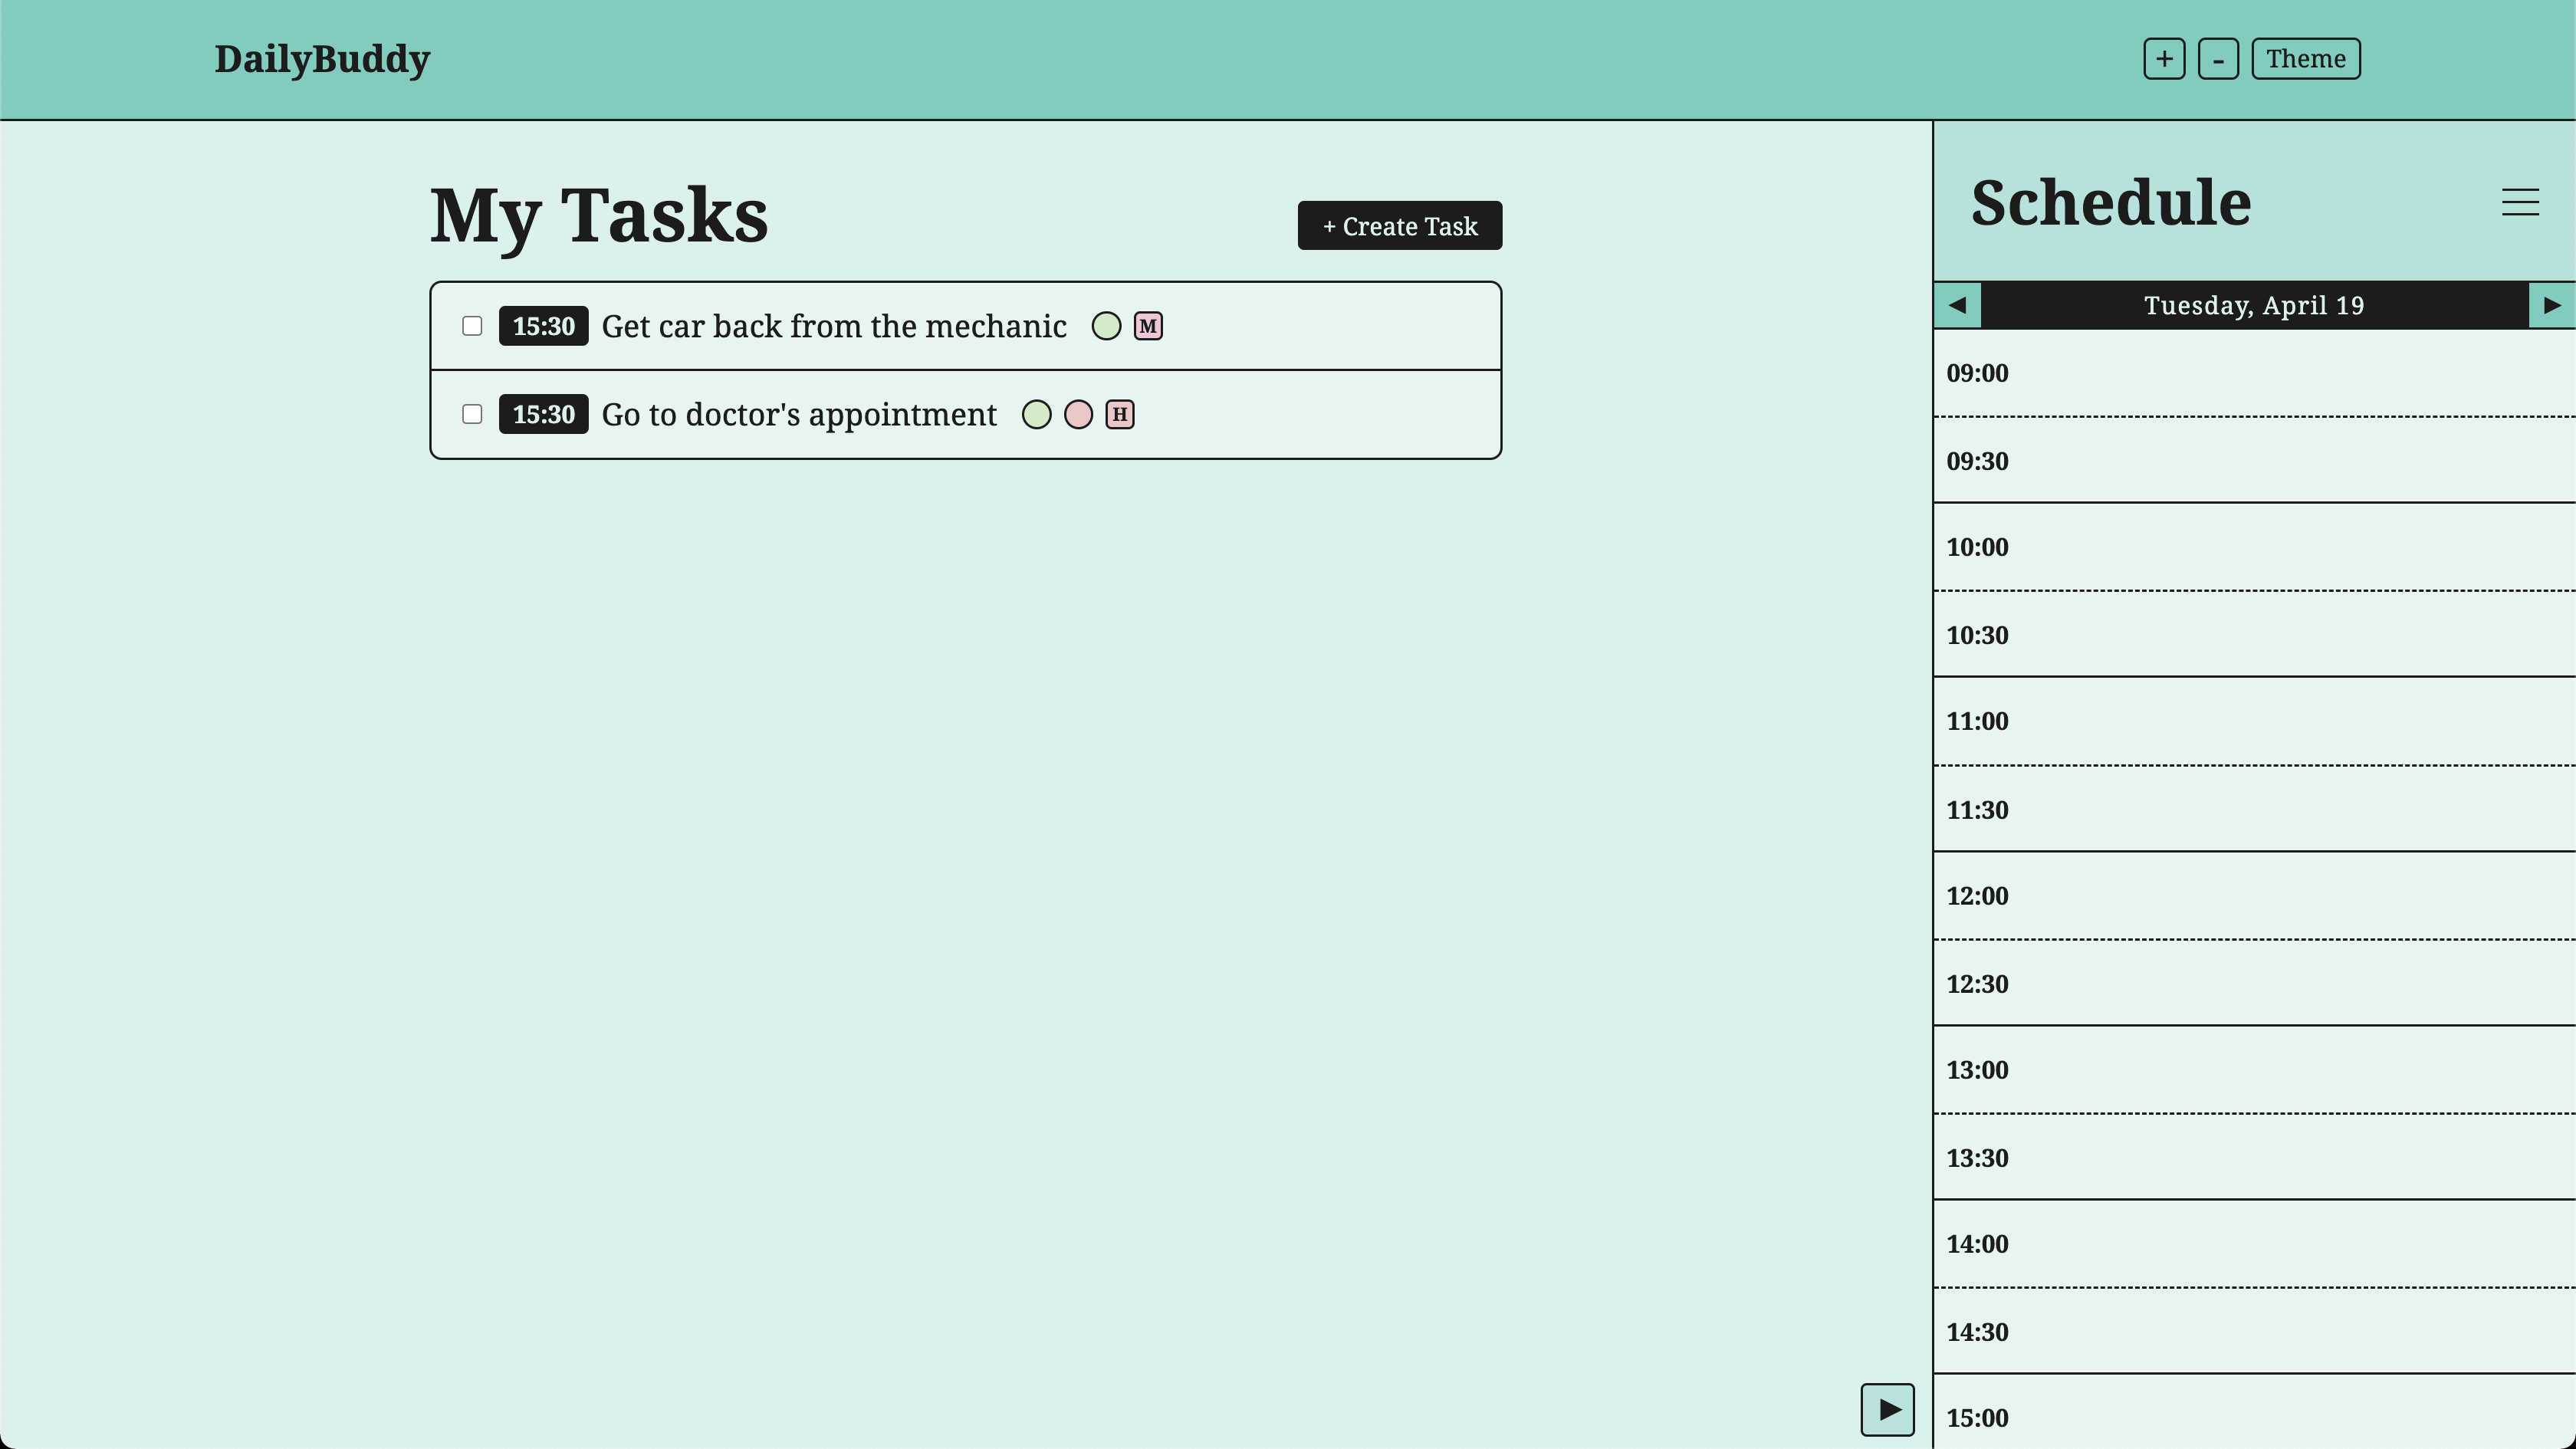 DailyBuddy
+ - Theme
My Tasks
+ Create Task
15:30 Get car back from the mechanic M
15:30 Go to doctor's appointment H
Schedule
Tuesday, April 19
09:00
09:30
10:00
10:30
11:00
11:30
12:00
12:30
13:00
13:30
14:00
14:30
15:00